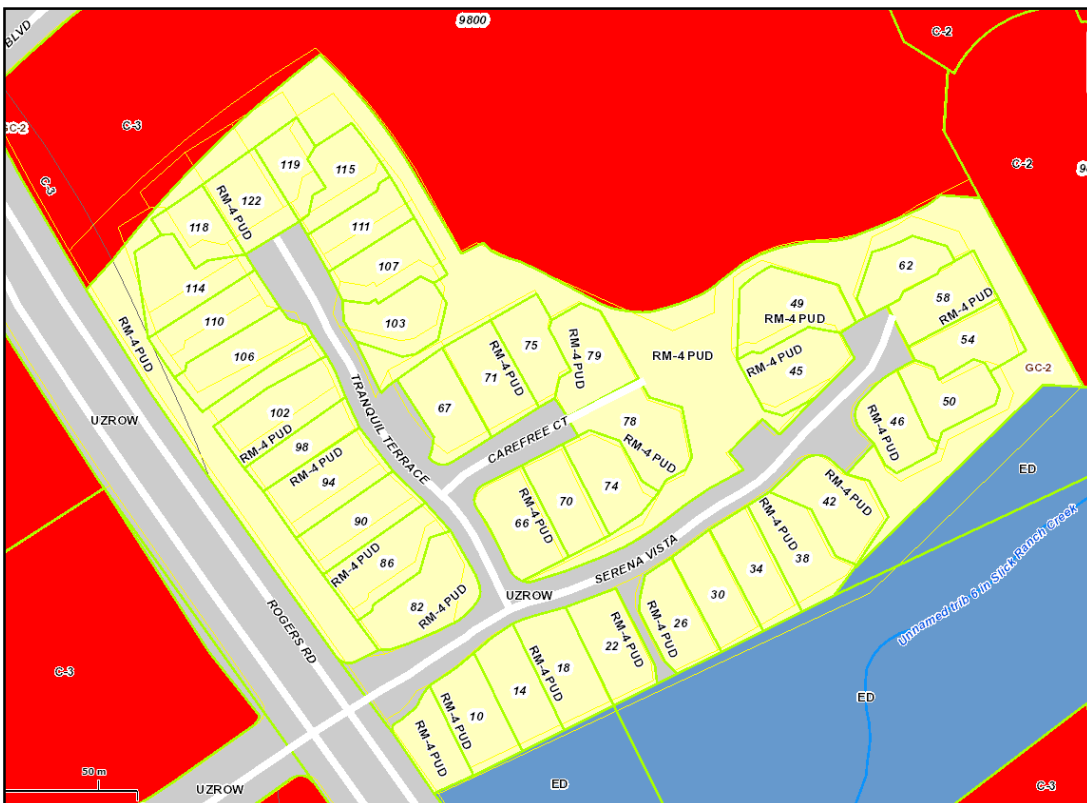 9800
BLVD
C-2
C-3
GC-2
C-2
C-3
119
115
122
RM-4 PUD
118
111
107
62
114
58
RM-4 PUD
49
RM-4 PUD
110
103
RM-4 PUD
54
106
75
79
RM-4 PUD
RM-4 PUD
45
RM-4 PUD
RM-4 PUD
GC-2
71
TRANQUIL TERRACE
67
50
102
UZROW
78
46
RM-4 PUD
CAREFREE CT
RM-4 PUD
98
RM-4 PUD
ED
RM-4 PUD
94
74
RM-4 PUD
70
42
66
RM-4 PUD
90
RM-4 PUD
Unnamed trib 6 in Slick Ranch Creek
SERENA VISTA
38
86
RM-4 PUD
34
UZROW
30
82
RM-4 PUD
26
RM-4 PUD
ROGERS RD
22
RM-4 PUD
18
RM-4 PUD
C-3
14
ED
10
RM-4 PUD
RM-4 PUD
50 m
UZROW
ED
C-3